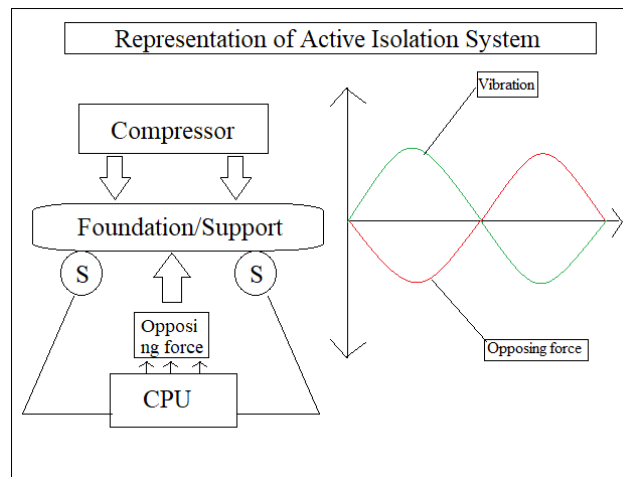 Representation of Active Isolation System
Compressor
Foundation/Support
S
S
Opposi
ng force
CPU
Vibration
Opposing force